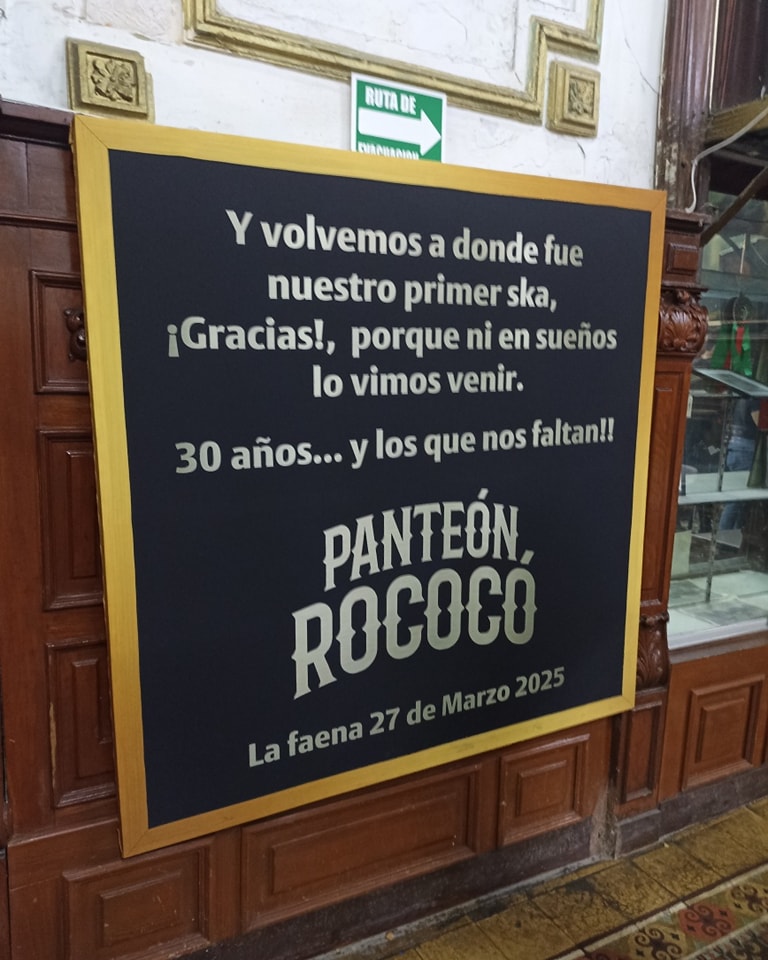 RUTA DE
EVACUACION
Y volvemos a donde fue
nuestro primer ska,
¡Gracias!, porque ni en sueños
lo vimos venir.
30 años... y los que nos faltan!!
PANTEÓN
ROCOCÓ
La faena 27 de Marzo 2025